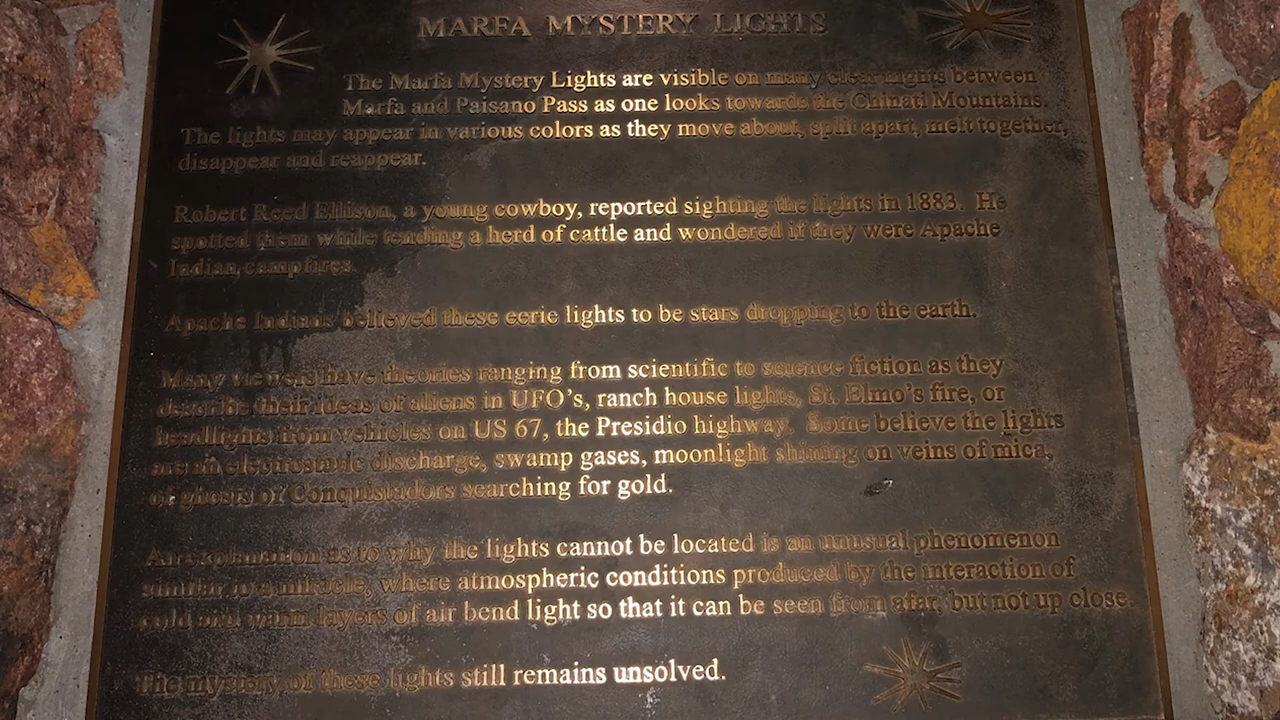 MARFA MYSTERY LIGHTS
The Marfa Mystery Lights are visible on many clear nights between
Marfa and Paisano Pass as one looks towards the Chinati Mountains.
The lights may appear in various colors as they move about, split apart, melt together,
disappear and reappear.
Robert Reed Ellison, a young cowboy, reported sighting the lights in 1883. He
spotted them while tending a herd of cattle and wondered if they were Apache
Indian campfires.
Apache Indians believed these eerie lights to be stars dropping to the earth.
Many viewers have theories ranging from scientific to science fiction as they
describe their ideas of aliens in UFO's, ranch house lights, St. Elmo's fire, or
headlights from vehicles on US 67, the Presidio highway. Some believe the lights
are an electrostatic discharge, swamp gases, moonlight shining on veins of mica,
or ghosts of Conquistadors searching for gold.
An explanation as to why the lights cannot be located is an unusual phenomenon
similar to a miracle, where atmospheric conditions produced by the interaction of
cold and warm layers of air bend light so that it can be seen from afar, but not up close.
The mystery of these lights still remains unsolved.